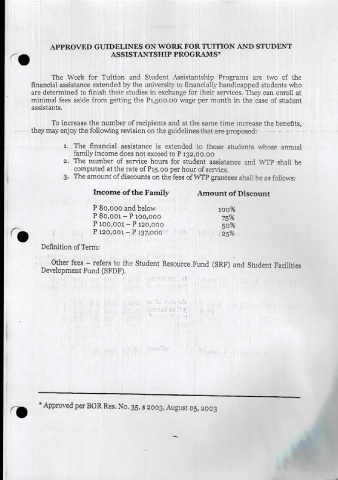 APPROVED GUIDELINES ON WORK FOR TUITION AND STUDENT
ASSISTANTSHIP PROGRAMS*
The Work for Tuition and Student Assistantship Programs are two of the
financial assistance extended by the university to financially handicapped students who
are determined to finish their studies in exchange for their services. They can enroll at
minimal fees aside from getting the P1,500.00 wage per month in the case of student
assistants.
To increase the number of recipients and at the same time increase the benefits,
they may enjoy the following revision on the guidelines that are proposed:
1. The financial assistance is extended to those students whose annual
family income does not exceed to P 132,00.00
2. The number of service hours for student assistance and WTP shall be
computed at the rate of P15.00 per hour of service.
3. The amount of discounts on the fees of WTP grantees shall be as follows:
Income of the Family Amount of Discount
P 80,000 and below 100%
P 80,001 – P 100,000 75%
P 100,001 – P 120,000 50%
P 120,001 – P 137,000 25%
Definition of Term:
Other fees – refers to the Student Resource Fund (SRF) and Student Facilities
Development Fund (SFDF).
* Approved per BOR Res. No. 35, s 2003, August 05, 2003